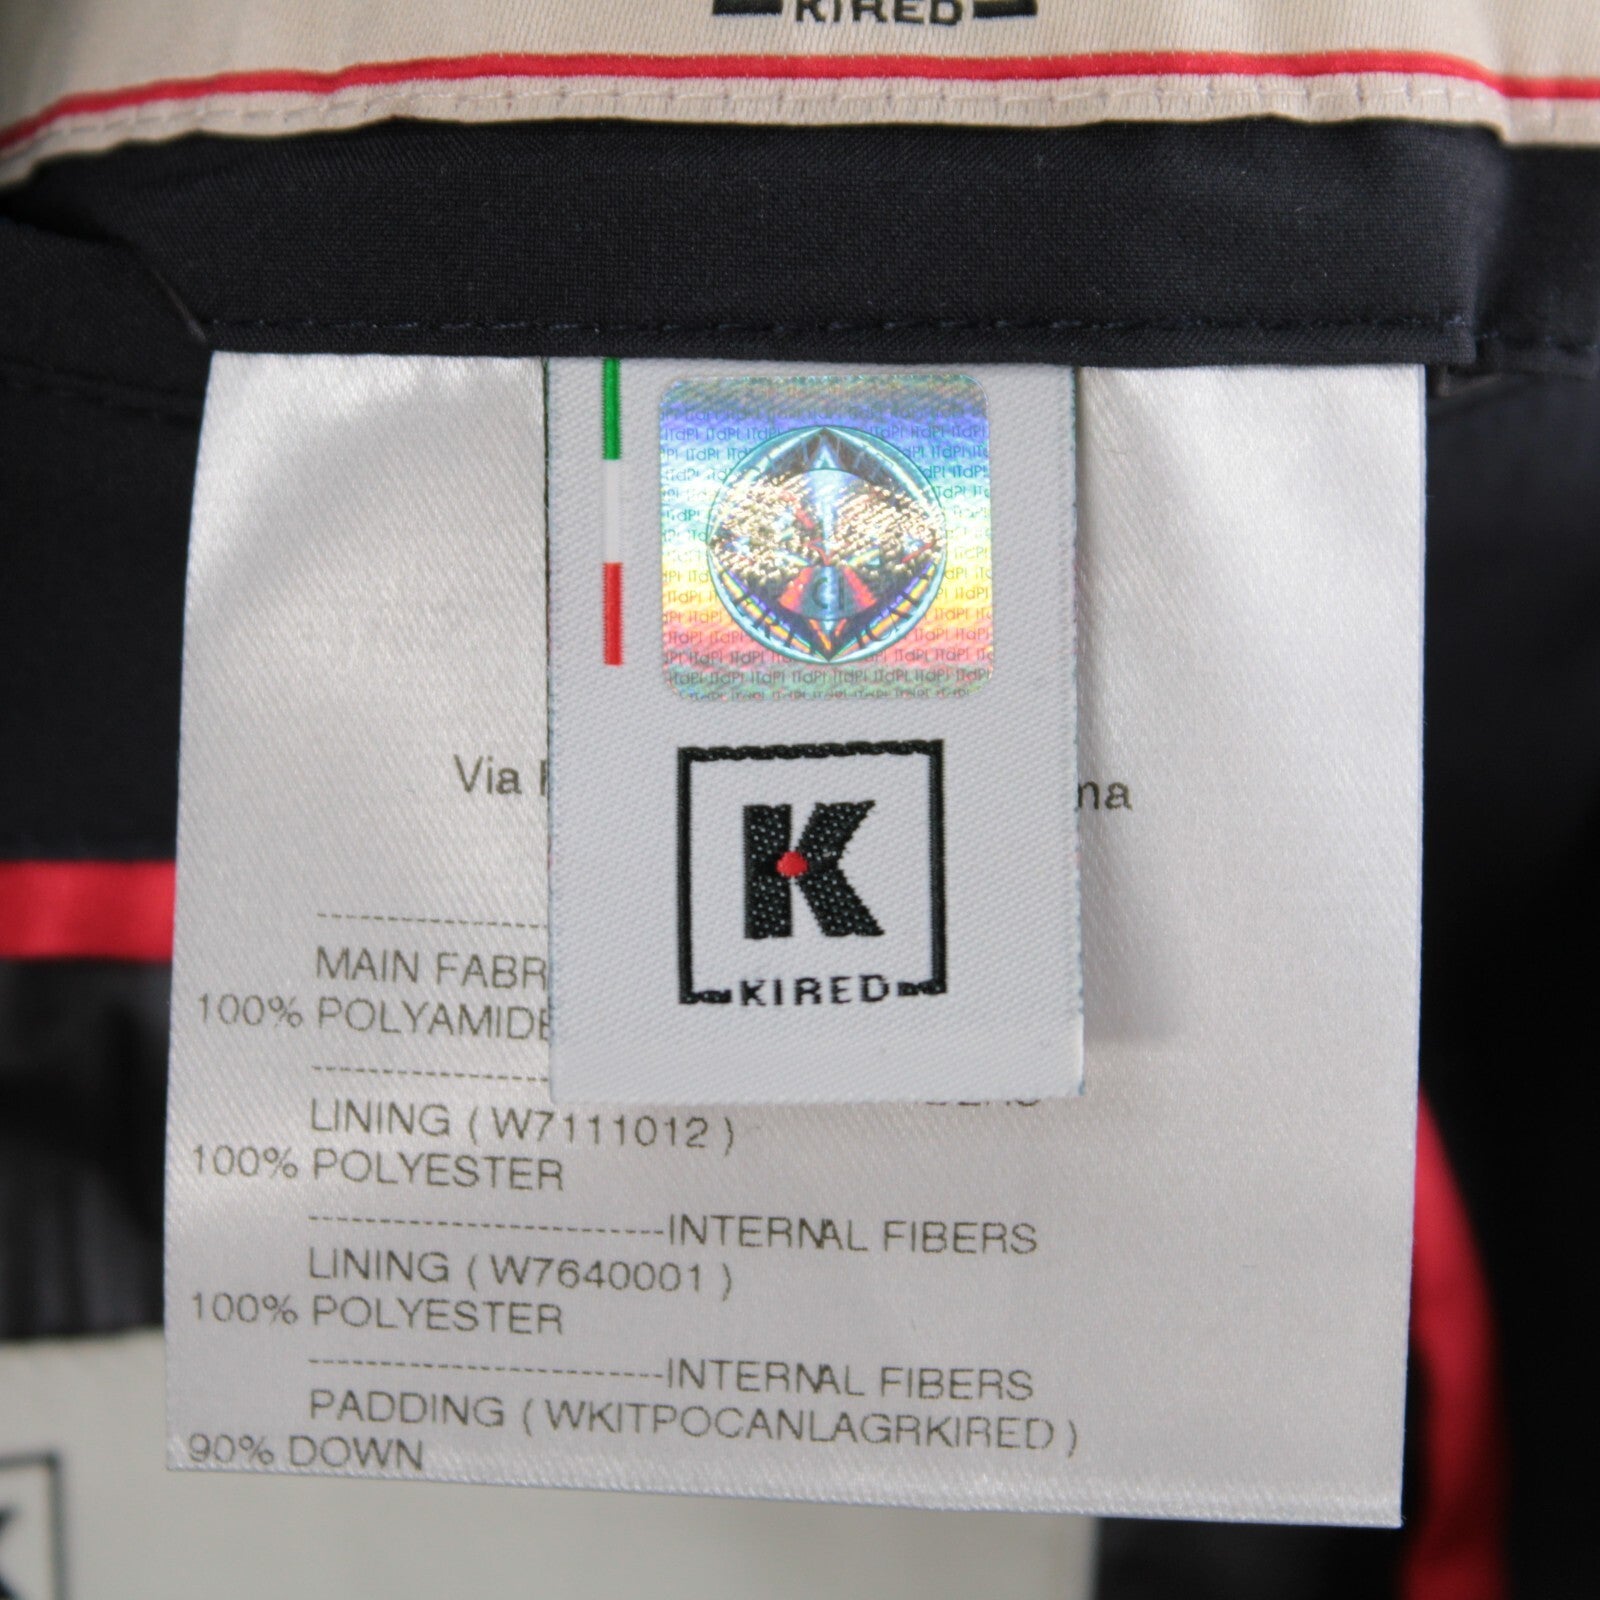 KIRED
K
KIRED
Via
MAIN FABR
100% POLYAMIDE
LINING ( W7111012 )
100% POLYESTER
------------------------INTERNAL FIBERS
LINING ( W7640001 )
100% POLYESTER
------------------------INTERNAL FIBERS
PADDING ( WKITPOCANLAGRKIRED )
90% DOWN